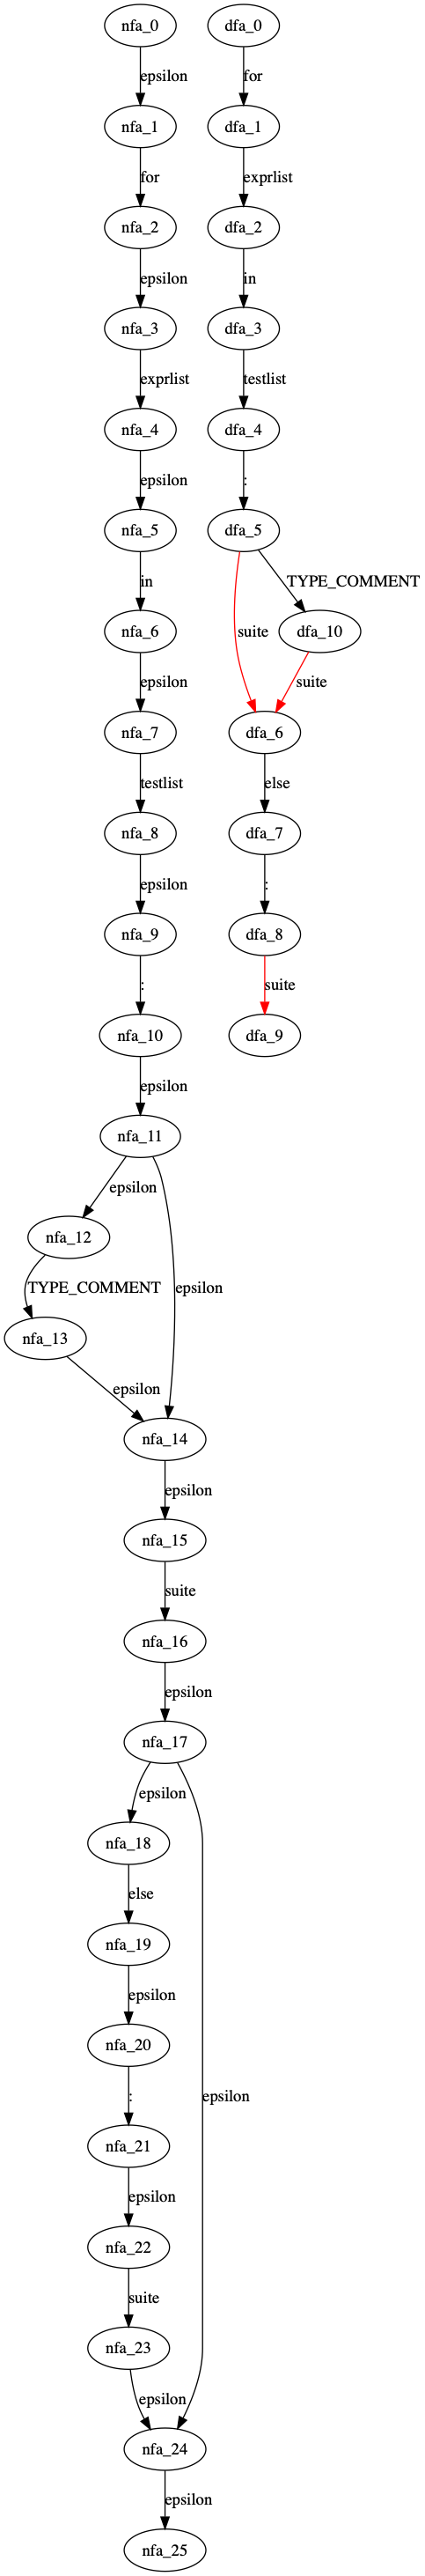 nfa_0 dfa_0
epsilon for
nfa_1 dfa_1
for exprlist
nfa_2 dfa_2
epsilon in
nfa_3 dfa_3
exprlist testlist
nfa_4 dfa_4
epsilon :
nfa_5 dfa_5
in TYPE_COMMENT
nfa_6 suite dfa_10
epsilon suite
nfa_7 dfa_6
testlist else
nfa_8 dfa_7
epsilon :
nfa_9 dfa_8
: suite
nfa_10 dfa_9
epsilon
nfa_11
epsilon
nfa_12
TYPE_COMMENT epsilon
nfa_13
epsilon
nfa_14
epsilon
nfa_15
suite
nfa_16
epsilon
nfa_17
epsilon
nfa_18
else
nfa_19
epsilon
nfa_20
: epsilon
nfa_21
epsilon
nfa_22
suite
nfa_23
epsilon
nfa_24
epsilon
nfa_25